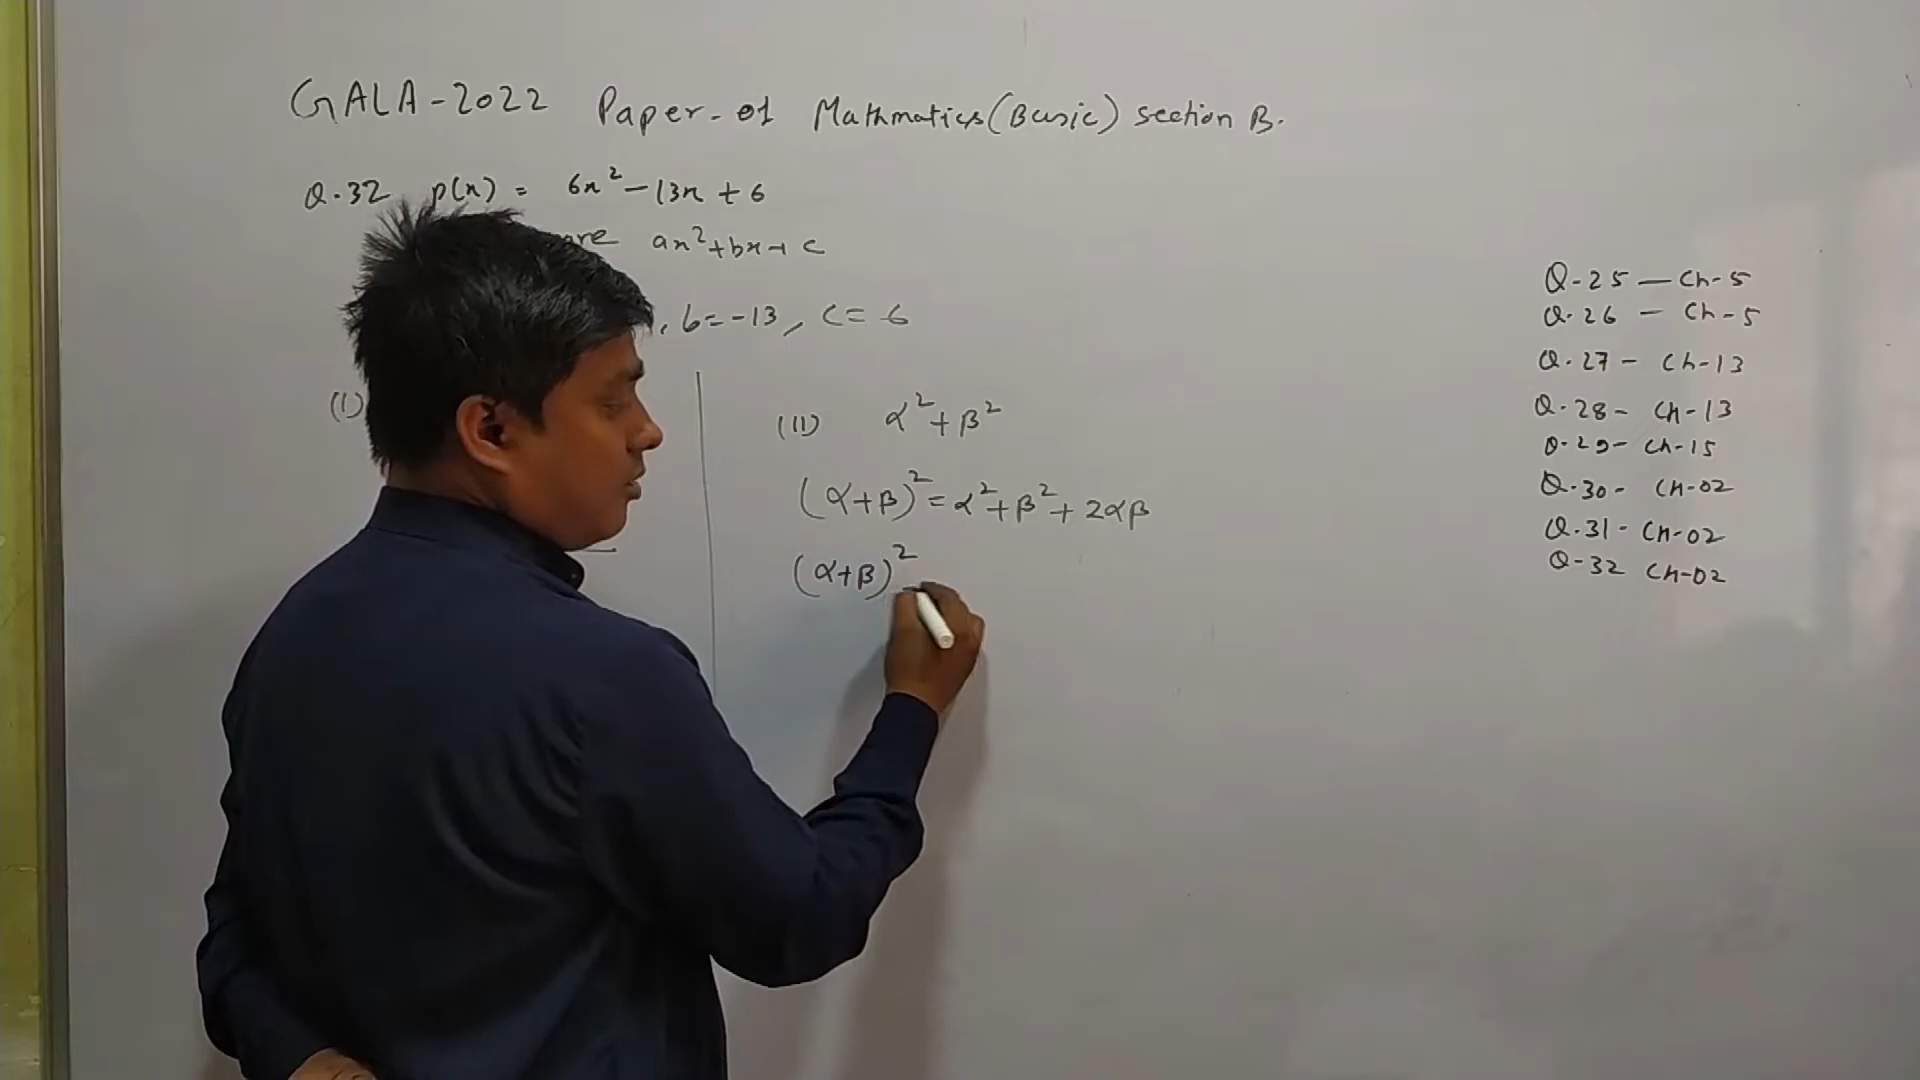 GALA-2022 Paper-of Mathmatics(Basic) section B.
Q.32 p(x) = 6x²-13x+6
ax²+bx+c
, b=-13, c=6
(I)
(II) α²+β²
(α+β)²=α²+β²+2αβ
(α+β)²
Q-25 — Ch-5
Q.26 - Ch-5
Q.27- Ch-13
Q.28- Ch-13
Q.29- Ch-15
Q.30- Ch-02
Q.31- Ch-02
Q-32 Ch-02